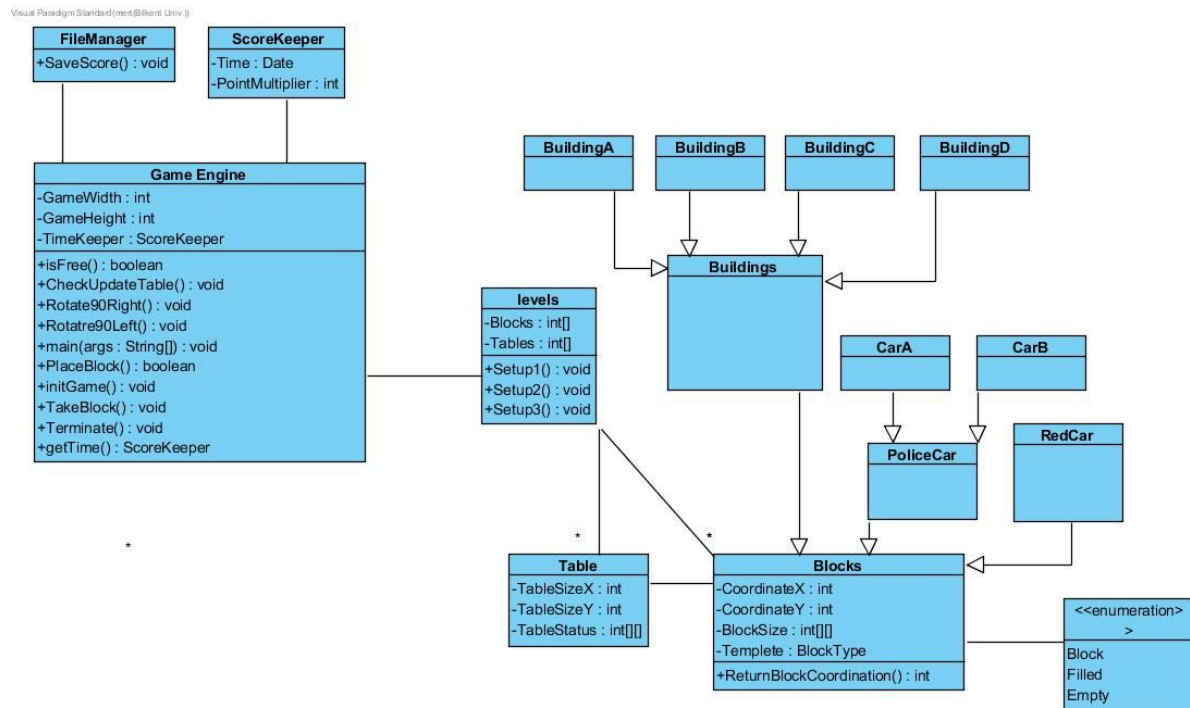 Visual Paradigm Standard(mert(Bilkent Univ.))
FileManager
+SaveScore() : void
ScoreKeeper
-Time : Date
-PointMultiplier : int
Game Engine
-GameWidth : int
-GameHeight : int
-TimeKeeper : ScoreKeeper
+isFree() : boolean
+CheckUpdateTable() : void
+Rotate90Right() : void
+Rotatre90Left() : void
+main(args : String[]) : void
+PlaceBlock() : boolean
+initGame() : void
+TakeBlock() : void
+Terminate() : void
+getTime() : ScoreKeeper
levels
-Blocks : int[]
-Tables : int[]
+Setup1() : void
+Setup2() : void
+Setup3() : void
BuildingA
BuildingB
BuildingC
BuildingD
Buildings
CarA
CarB
PoliceCar
RedCar
*
*
*
Table
-TableSizeX : int
-TableSizeY : int
-TableStatus : int[][]
Blocks
-CoordinateX : int
-CoordinateY : int
-BlockSize : int[][]
-Templete : BlockType
+ReturnBlockCoordination() : int
<<enumeration>
>
Block
Filled
Empty